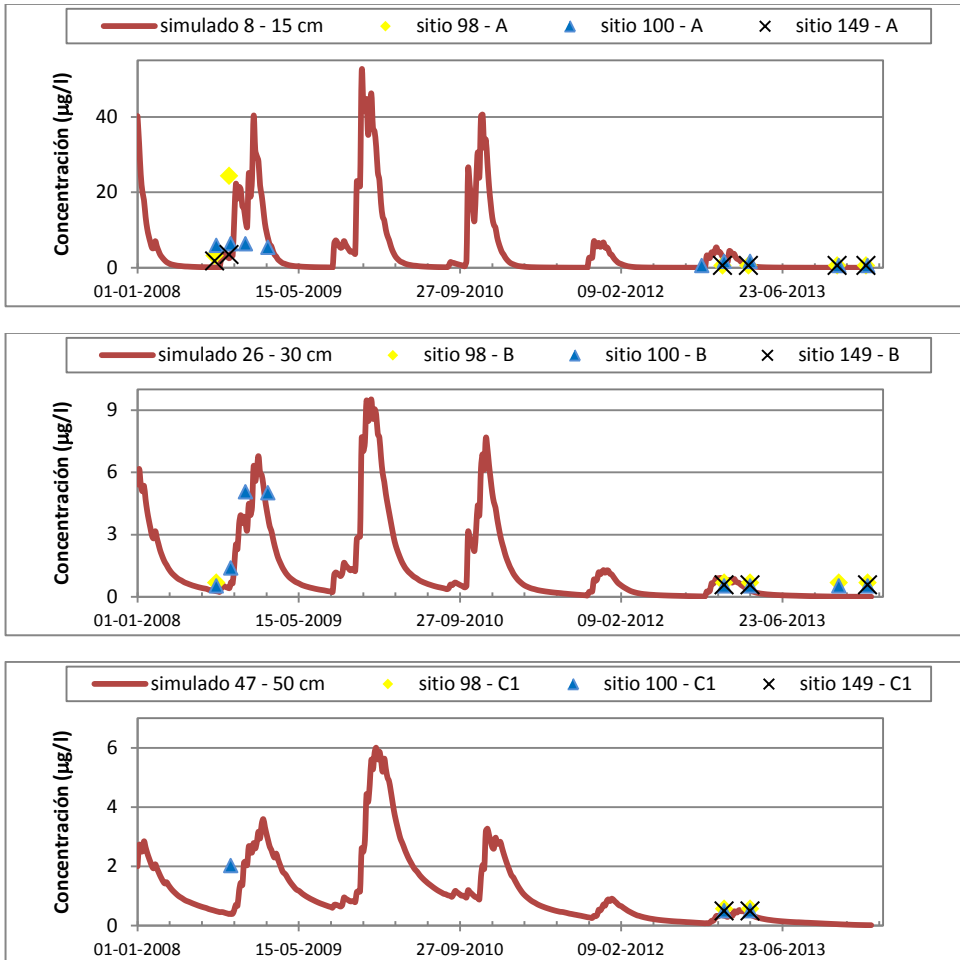 simulado 8 - 15 cm sitio 98 - A sitio 100 - A sitio 149 - A
Concentración (µg/l)
40
20
0
01-01-2008 15-05-2009 27-09-2010 09-02-2012 23-06-2013
simulado 26 - 30 cm sitio 98 - B sitio 100 - B sitio 149 - B
Concentración (µg/l)
9
6
3
0
01-01-2008 15-05-2009 27-09-2010 09-02-2012 23-06-2013
simulado 47 - 50 cm sitio 98 - C1 sitio 100 - C1 sitio 149 - C1
Concentración (µg/l)
6
4
2
0
01-01-2008 15-05-2009 27-09-2010 09-02-2012 23-06-2013